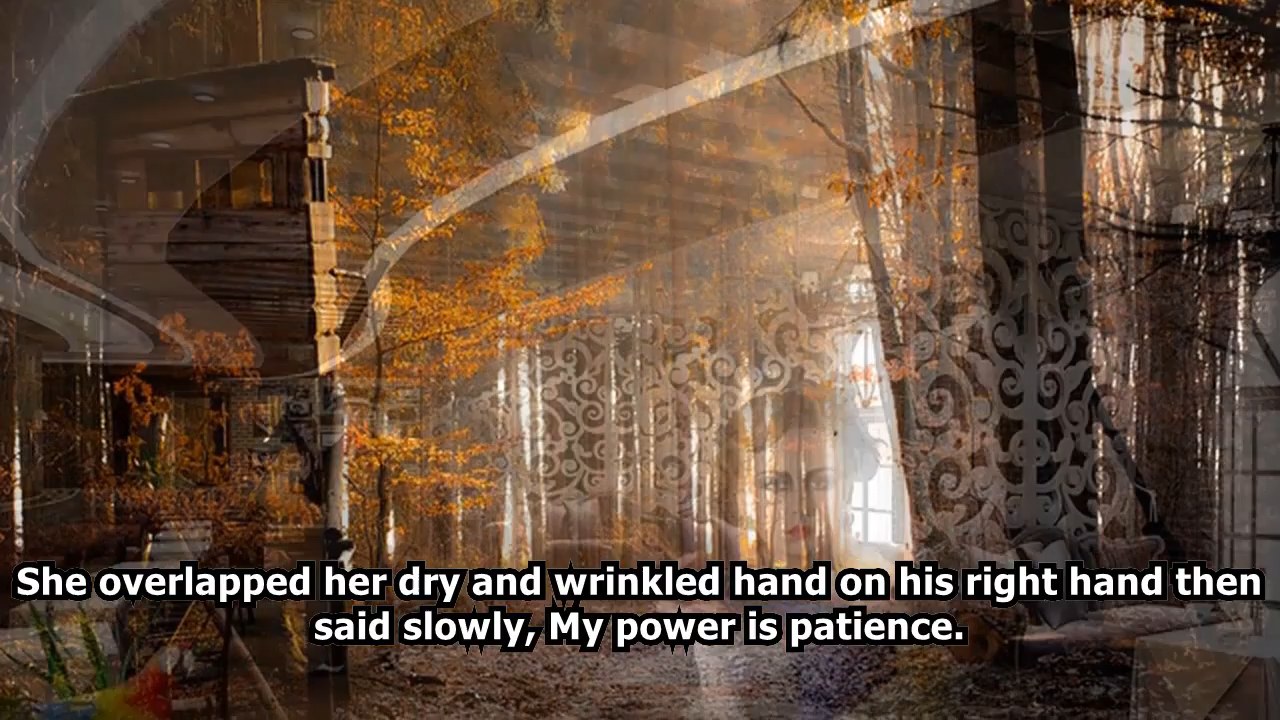 She overlapped her dry and wrinkled hand on his right hand then
said slowly, My power is patience.